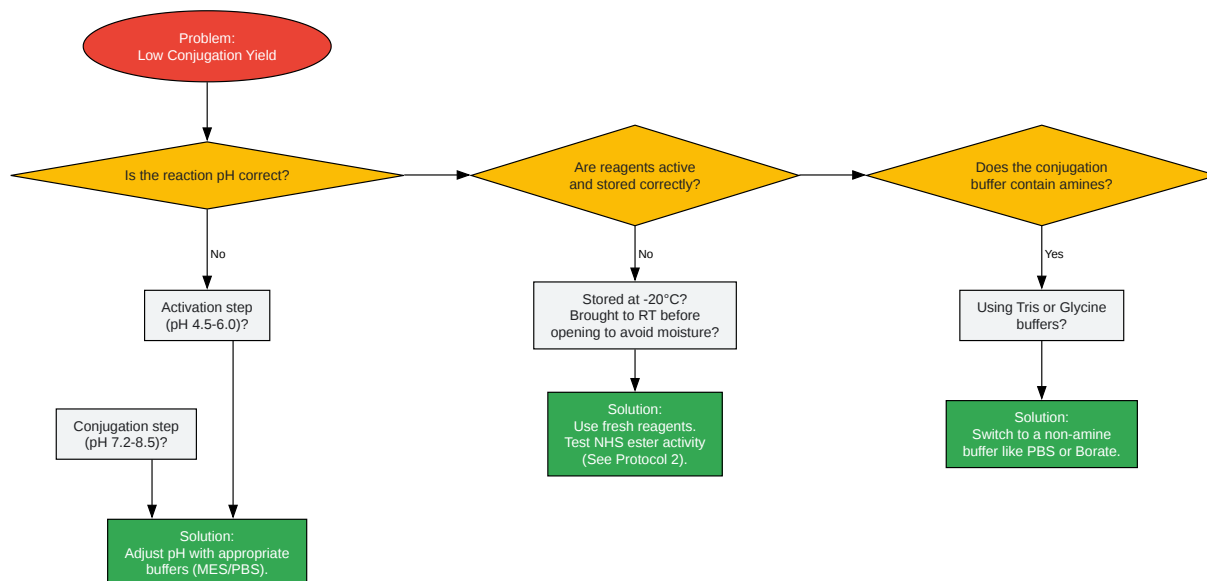 Problem:
Low Conjugation Yield
Is the reaction pH correct?
Are reagents active
and stored correctly?
Does the conjugation
buffer contain amines?
No
No
Yes
Activation step
(pH 4.5-6.0)?
Stored at -20°C?
Brought to RT before
opening to avoid moisture?
Using Tris or Glycine
buffers?
Conjugation step
(pH 7.2-8.5)?
Solution:
Use fresh reagents.
Test NHS ester activity
(See Protocol 2).
Solution:
Switch to a non-amine
buffer like PBS or Borate.
Solution:
Adjust pH with appropriate
buffers (MES/PBS).